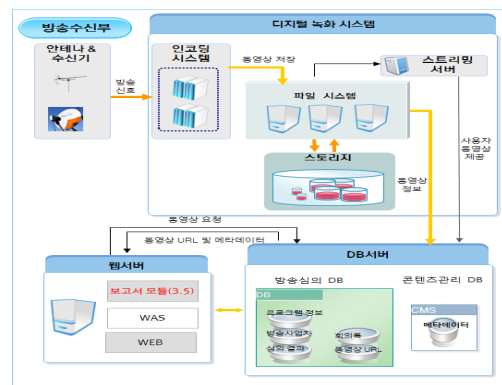 방송수신부
디지털 녹화 시스템
안테나 &
수신기
방송
신호
인코딩
시스템
동영상 저장
스트리밍
서버
파일 시스템
스토리지
동영상
정보
사용자
동영상
제공
동영상 요청
동영상 URL 및 메타데이터
웹서버
보고서 모듈(3.5)
WAS
WEB
DB서버
방송심의 DB
콘텐츠관리 DB
DB
프로그램 정보
방송사업자
심의 결과
회의록
동영상 URL
CMS
메타데이터